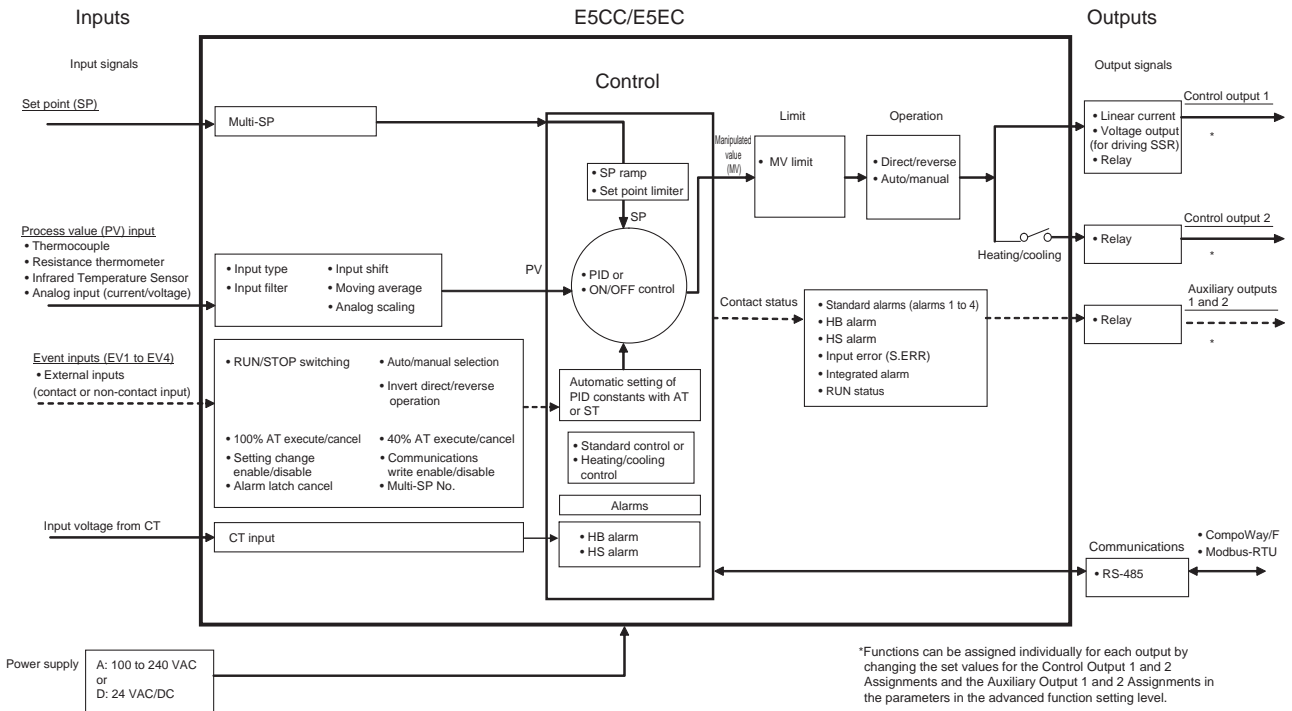 Inputs
E5CC/E5EC
Outputs
Input signals
Output signals
Control
Set point (SP)
Multi-SP
• SP ramp
• Set point limiter
SP
Manipulated
value
(MV)
Limit
• MV limit
Operation
• Direct/reverse
• Auto/manual
• Linear current
• Voltage output
(for driving SSR)
• Relay
Control output 1
*
Process value (PV) input
• Thermocouple
• Resistance thermometer
• Infrared Temperature Sensor
• Analog input (current/voltage)
• Input type
• Input filter
• Input shift
• Moving average
• Analog scaling
PV
• PID or
• ON/OFF control
Heating/cooling
• Relay
Control output 2
*
Contact status
• Standard alarms (alarms 1 to 4)
• HB alarm
• HS alarm
• Input error (S.ERR)
• Integrated alarm
• RUN status
• Relay
Auxiliary outputs
1 and 2
*
Event inputs (EV1 to EV4)
• External inputs
(contact or non-contact input)
• RUN/STOP switching
• Auto/manual selection
• Invert direct/reverse
operation
• 100% AT execute/cancel
• 40% AT execute/cancel
• Setting change
enable/disable
• Communications
write enable/disable
• Alarm latch cancel
• Multi-SP No.
Automatic setting of
PID constants with AT
or ST
• Standard control or
• Heating/cooling
control
Alarms
• HB alarm
• HS alarm
Input voltage from CT
CT input
Communications
• RS-485
• CompoWay/F
• Modbus-RTU
Power supply
A: 100 to 240 VAC
or
D: 24 VAC/DC
*Functions can be assigned individually for each output by
changing the set values for the Control Output 1 and 2
Assignments and the Auxiliary Output 1 and 2 Assignments in
the parameters in the advanced function setting level.